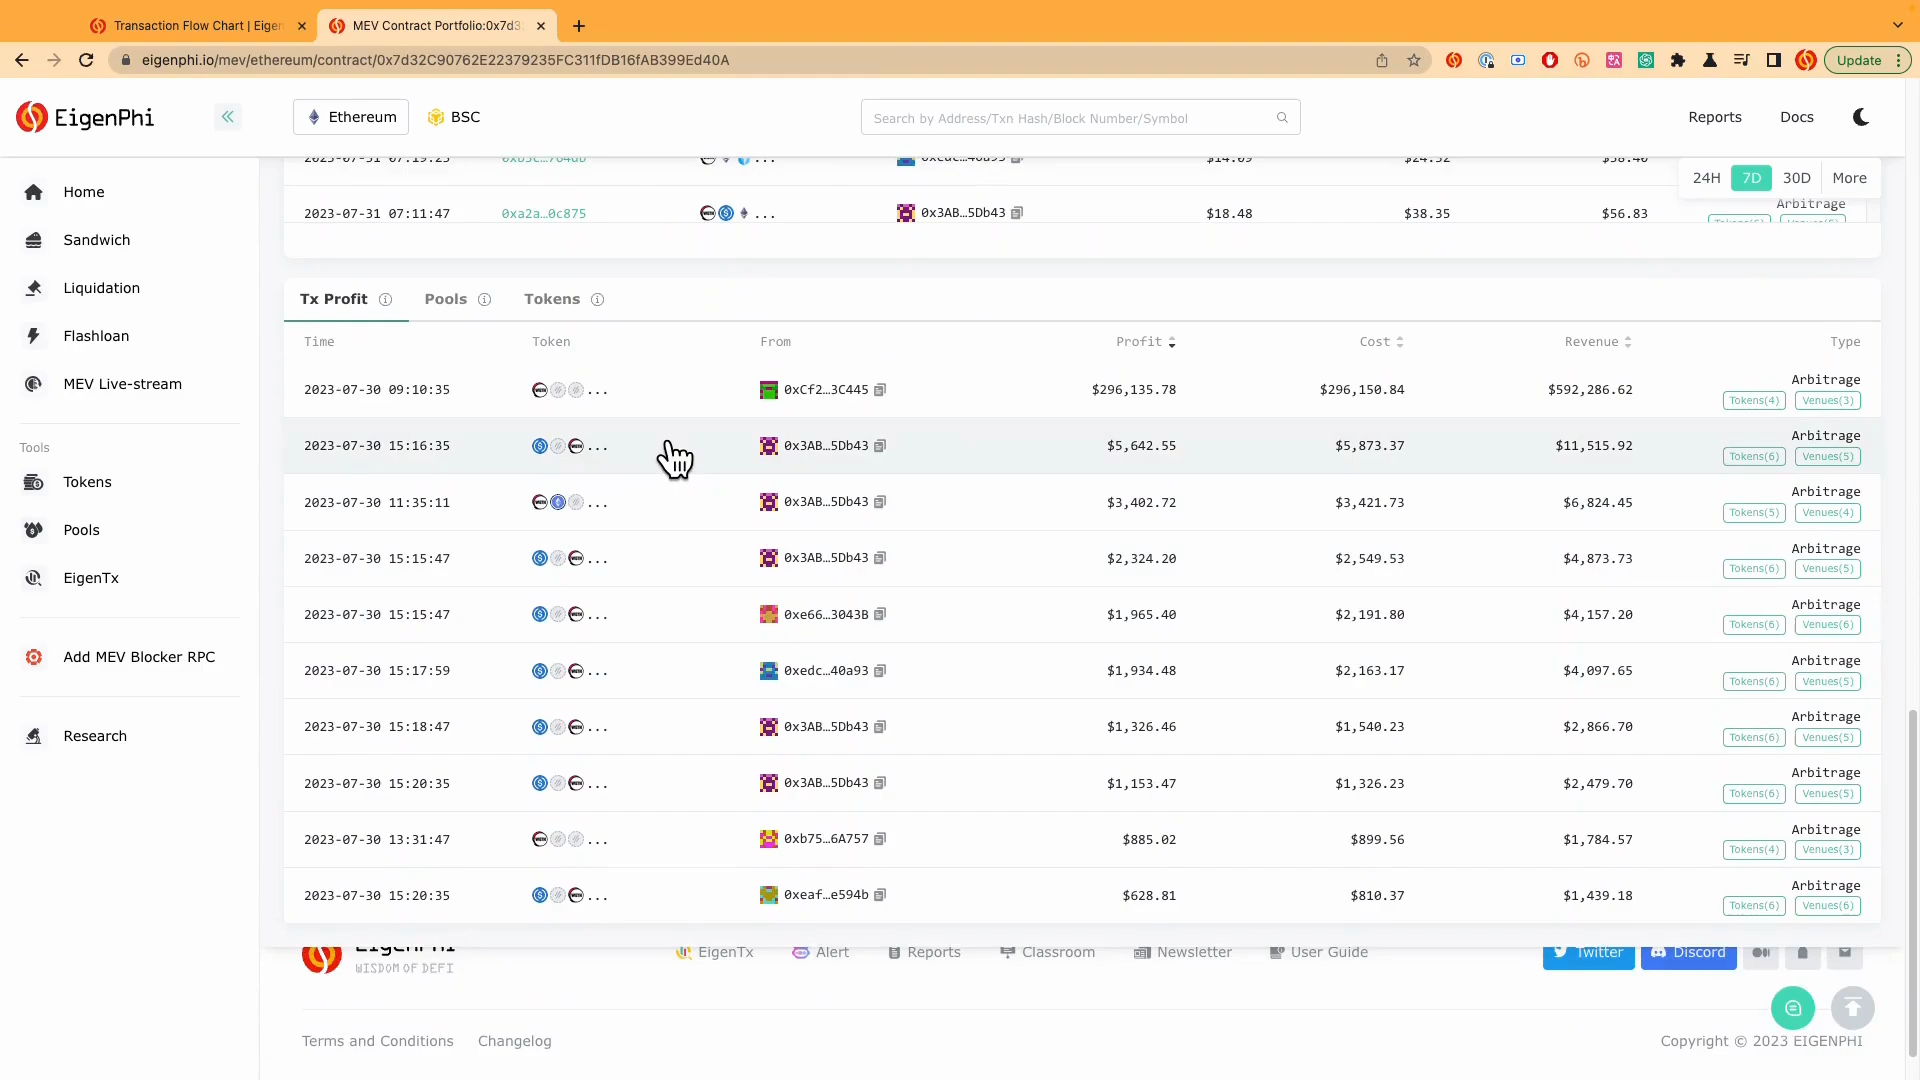 Transaction Flow Chart | Eigen
MEV Contract Portfolio:0x7d3
eigenphi.io/mev/ethereum/contract/0x7d32C90762E22379235FC311fDB16fAB399Ed40A
Update
EigenPhi
Ethereum
BSC
Search by Address/Txn Hash/Block Number/Symbol
Reports
Docs
Home
Sandwich
Liquidation
Flashloan
MEV Live-stream
Tools
Tokens
Pools
EigenTx
Add MEV Blocker RPC
Research
24H 7D 30D More
2023-07-31 07:19:25 $14.09 $24.32 $38.40
2023-07-31 07:11:47 0xa2a…0c875 ... 0x3AB…5Db43 $18.48 $38.35 $56.83 Arbitrage
Tx Profit Pools Tokens
Time Token From Profit Cost Revenue Type
2023-07-30 09:10:35 ... 0xCf2…3C445 $296,135.78 $296,150.84 $592,286.62 Arbitrage
Tokens(4) Venues(3)
2023-07-30 15:16:35 ... 0x3AB…5Db43 $5,642.55 $5,873.37 $11,515.92 Arbitrage
Tokens(6) Venues(5)
2023-07-30 11:35:11 ... 0x3AB…5Db43 $3,402.72 $3,421.73 $6,824.45 Arbitrage
Tokens(5) Venues(4)
2023-07-30 15:15:47 ... 0x3AB…5Db43 $2,324.20 $2,549.53 $4,873.73 Arbitrage
Tokens(6) Venues(5)
2023-07-30 15:15:47 ... 0xe66…3043B $1,965.40 $2,191.80 $4,157.20 Arbitrage
Tokens(6) Venues(6)
2023-07-30 15:17:59 ... 0xedc…40a93 $1,934.48 $2,163.17 $4,097.65 Arbitrage
Tokens(6) Venues(5)
2023-07-30 15:18:47 ... 0x3AB…5Db43 $1,326.46 $1,540.23 $2,866.70 Arbitrage
Tokens(6) Venues(5)
2023-07-30 15:20:35 ... 0x3AB…5Db43 $1,153.47 $1,326.23 $2,479.70 Arbitrage
Tokens(6) Venues(5)
2023-07-30 13:31:47 ... 0xb75…6A757 $885.02 $899.56 $1,784.57 Arbitrage
Tokens(4) Venues(3)
2023-07-30 15:20:35 ... 0xeaf…e594b $628.81 $810.37 $1,439.18 Arbitrage
Tokens(6) Venues(6)
EigenPhi
WISDOM OF DEFI
EigenTx
Alert
Reports
Classroom
Newsletter
User Guide
Twitter
Discord
Terms and Conditions
Changelog
Copyright © 2023 EIGENPHI